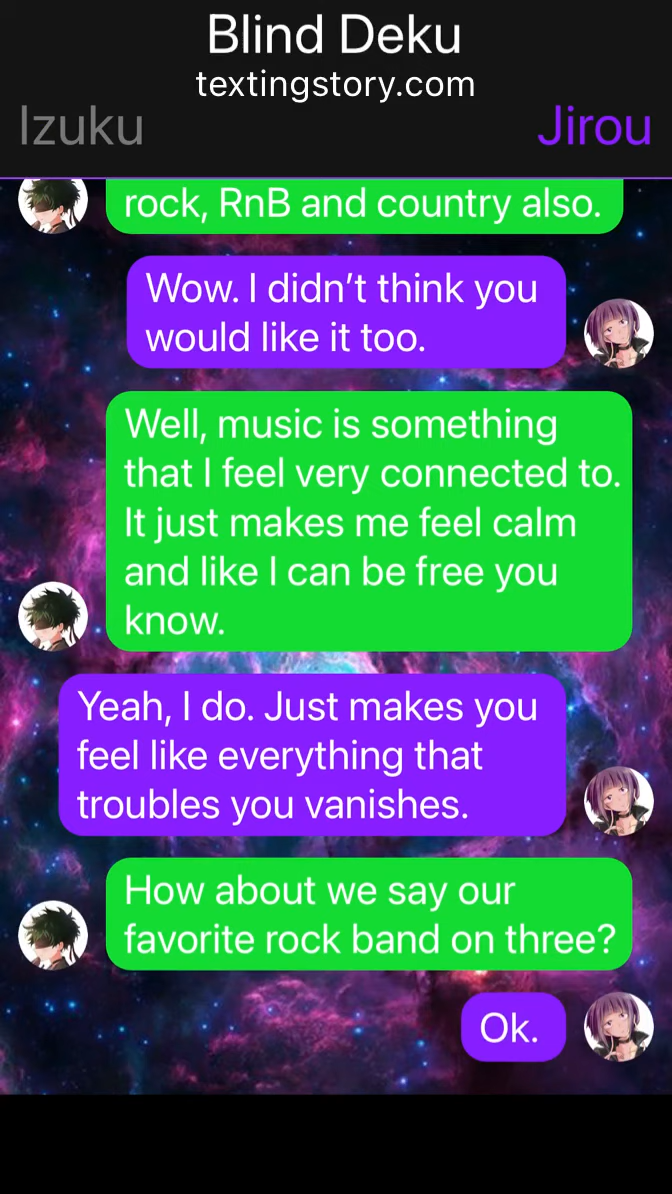 Blind Deku
textingstory.com
Izuku
Jirou
rock, RnB and country also.
Wow. I didn’t think you
would like it too.
Well, music is something
that I feel very connected to.
It just makes me feel calm
and like I can be free you
know.
Yeah, I do. Just makes you
feel like everything that
troubles you vanishes.
How about we say our
favorite rock band on three?
Ok.